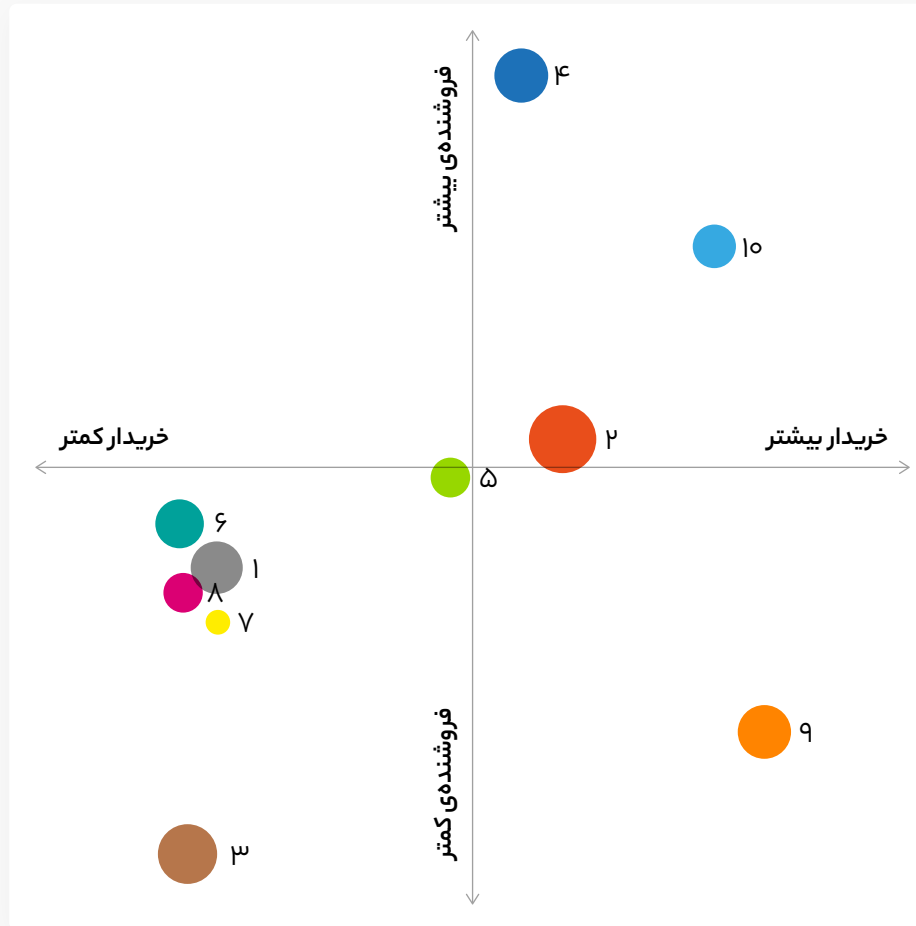 فروشنده‌ی بیشتر
۴
۱۰
خریدار کمتر
۲
خریدار بیشتر
۵
۶
۱
۸
۷
فروشنده‌ی کمتر
۹
۳